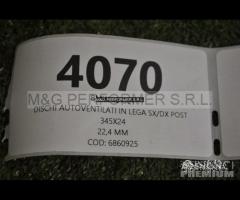 4070
M&G PERFORMER S.R.L.
DISCHI AUTOVENTILATI IN LEGA SX/DX POST
345X24
22,4 MM
COD: 6860925
PREMIUM